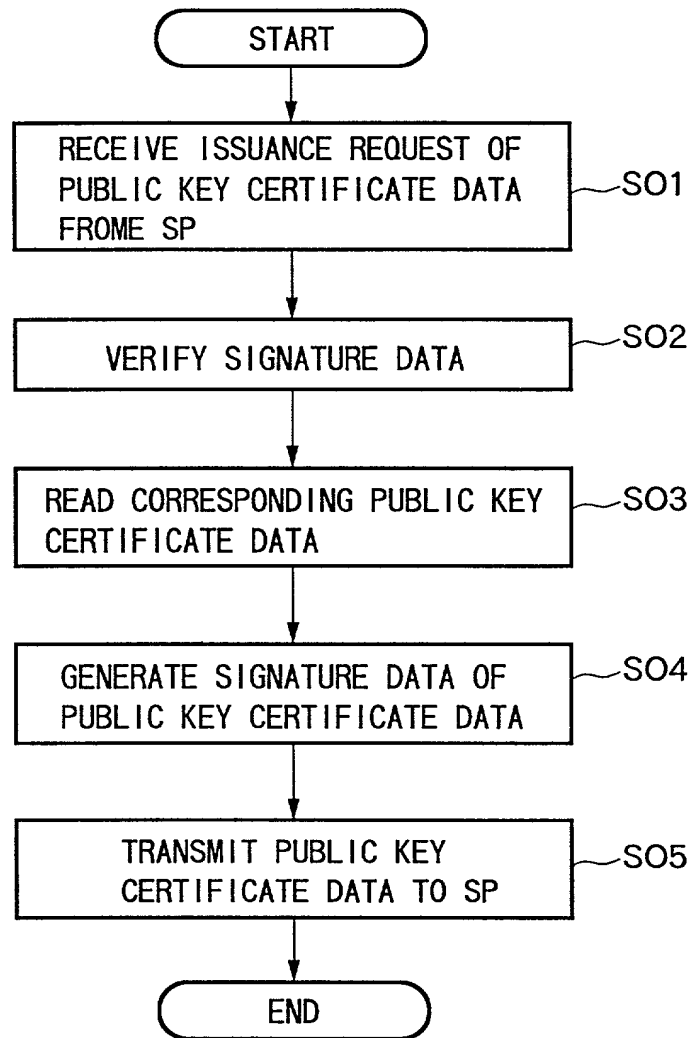 START
RECEIVE ISSUANCE REQUEST OF
PUBLIC KEY CERTIFICATE DATA
FROME SP
SO1
VERIFY SIGNATURE DATA
SO2
READ CORRESPONDING PUBLIC KEY
CERTIFICATE DATA
SO3
GENERATE SIGNATURE DATA OF
PUBLIC KEY CERTIFICATE DATA
SO4
TRANSMIT PUBLIC KEY
CERTIFICATE DATA TO SP
SO5
END